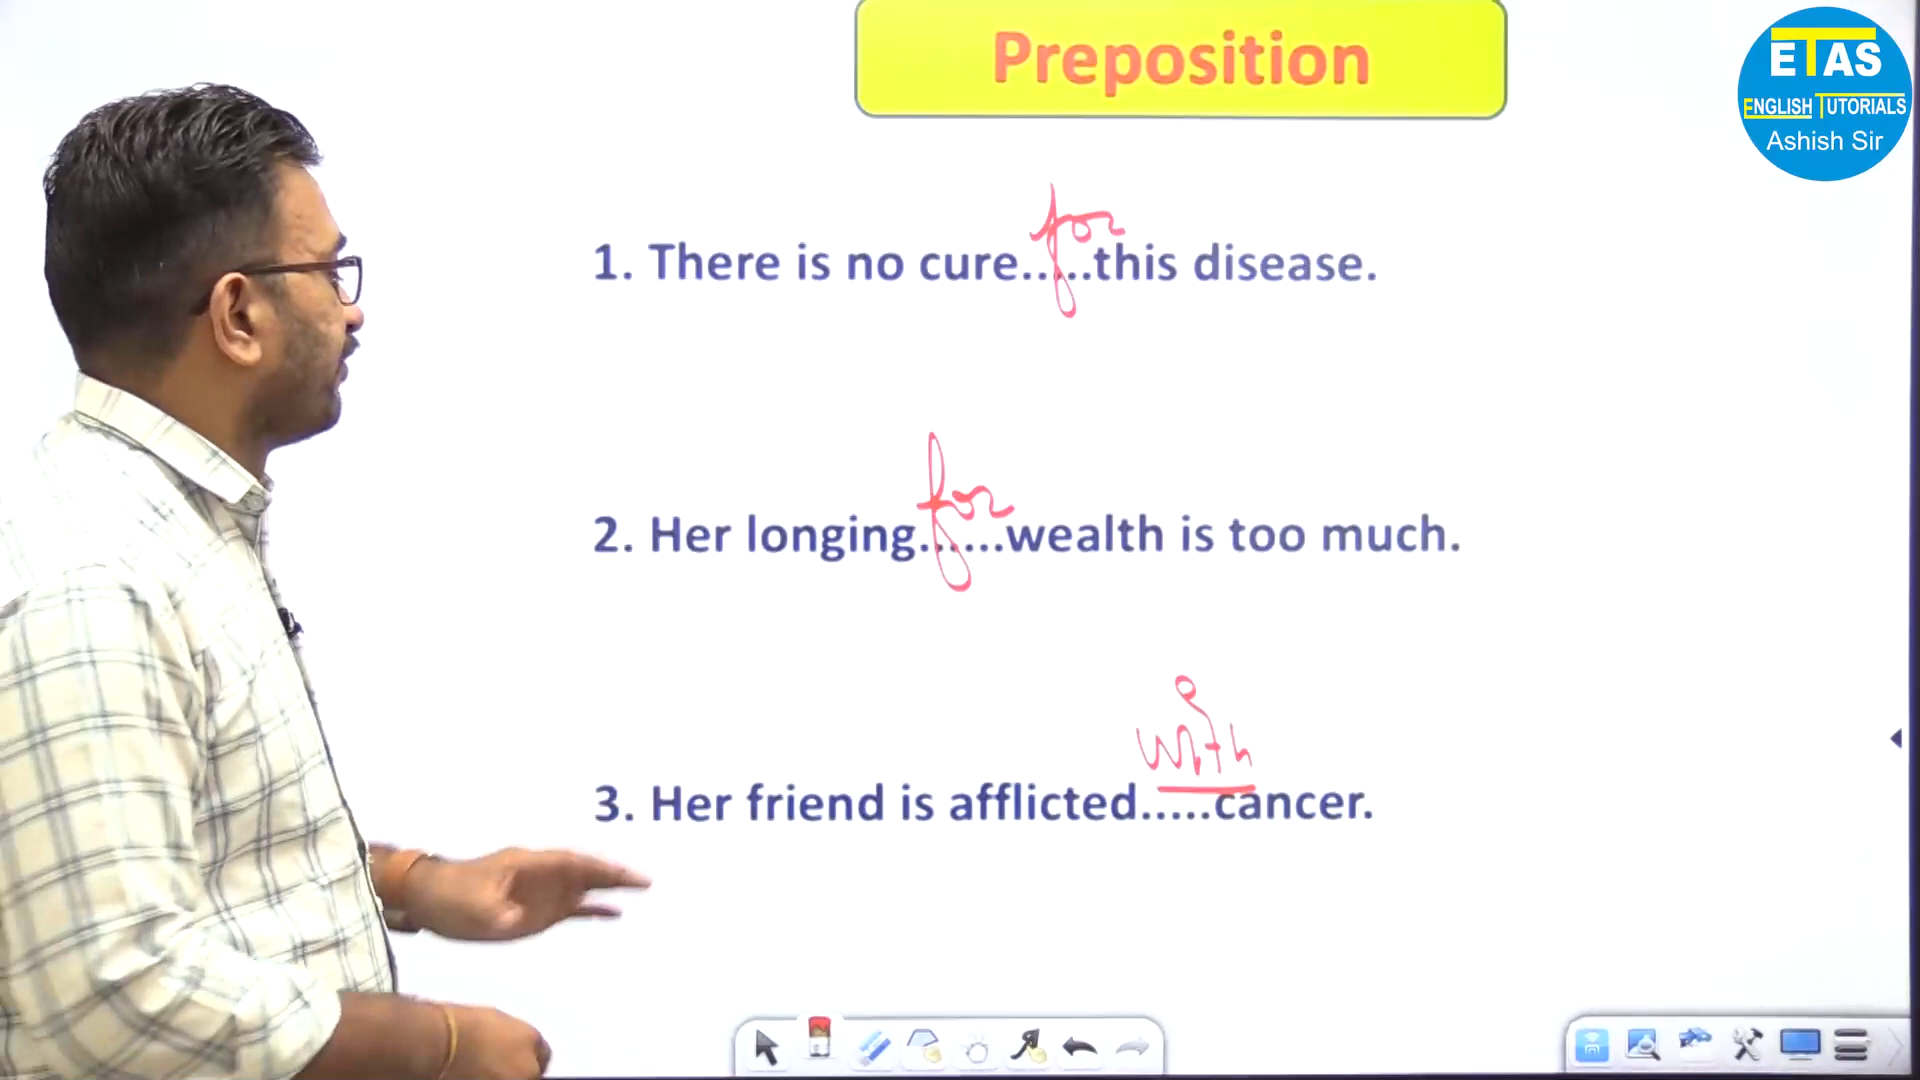 Preposition
ETAS
ENGLISH TUTORIALS
Ashish Sir
for
1. There is no cure.....this disease.
for
2. Her longing......wealth is too much.
with
3. Her friend is afflicted.....cancer.